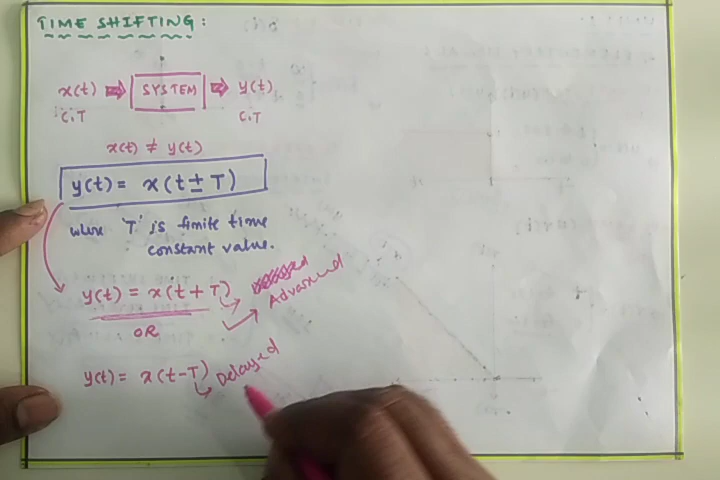 TIME SHIFTING:
x(t) ⇒ SYSTEM ⇒ y(t)
C.T C.T
x(t) ≠ y(t)
y(t) = x(t ± T)
where 'T' is finite time
constant value.
y(t) = x(t + T)
Advanced
OR
y(t) = x(t - T) Delayed